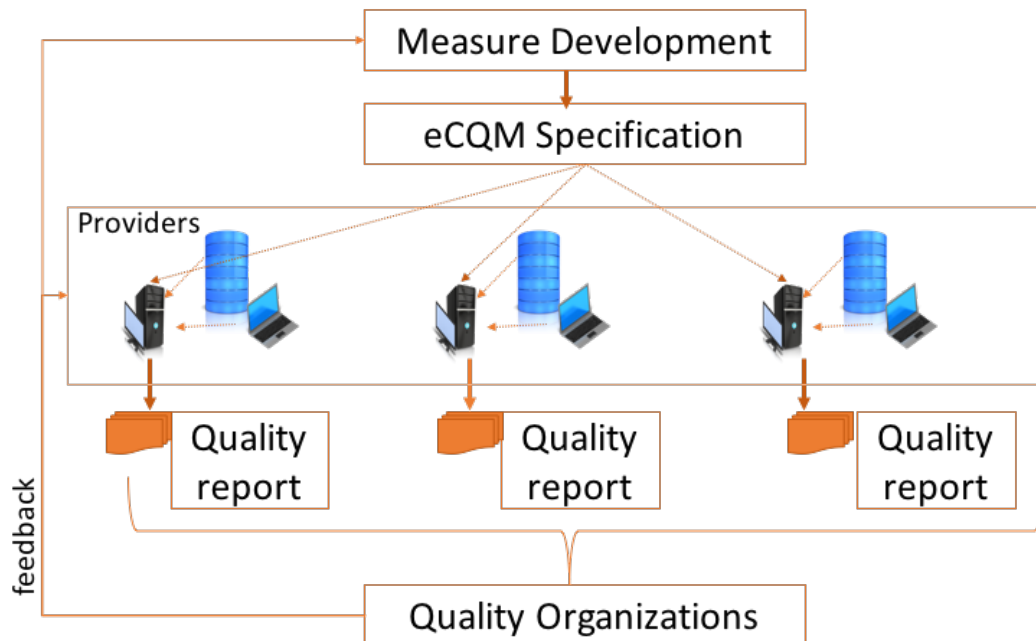 Measure Development
eCQM Specification
Providers
Quality
report
Quality
report
Quality
report
feedback
Quality Organizations